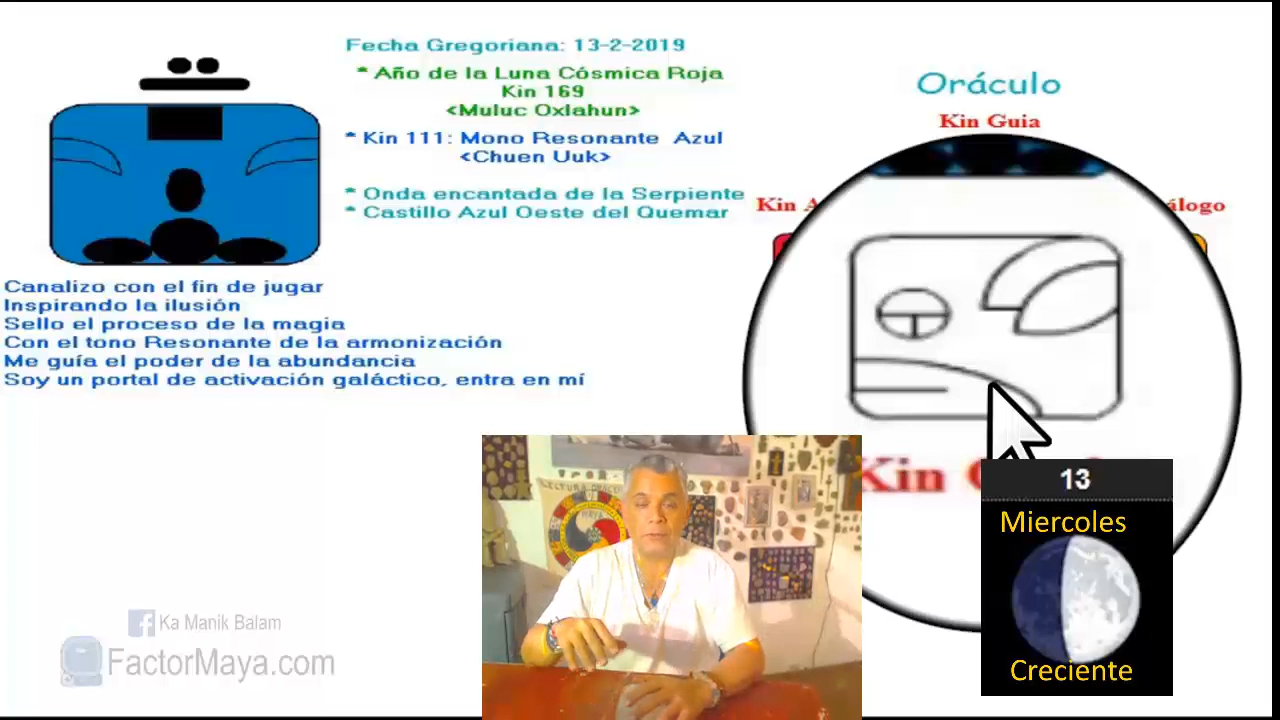 Fecha Gregoriana: 13-2-2019
* Año de la Luna Cósmica Roja
Kin 169
<Muluc Oxlahun>
* Kin 111: Mono Resonante Azul
<Chuen Uuk>
* Onda encantada de la Serpiente
* Castillo Azul Oeste del Quemar
Canalizo con el fin de jugar
Inspirando la ilusión
Sello el proceso de la magia
Con el tono Resonante de la armonización
Me guía el poder de la abundancia
Soy un portal de activación galáctico, entra en mí
Oráculo
Kin Guia
Kin
Kin
13
Miercoles
Creciente
LECTURA
Ka Manik Balam
FactorMaya.com